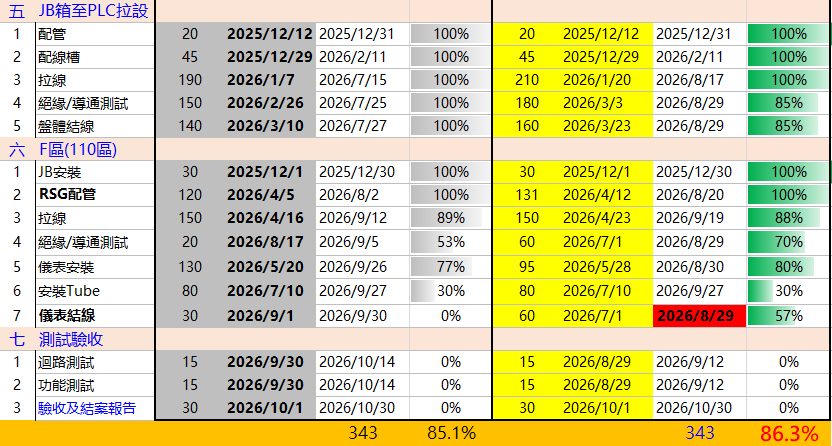 五 JB箱至PLC拉設
1 配管 20 2025/12/12 2025/12/31 100% 20 2025/12/12 2025/12/31 100%
2 配線槽 45 2025/12/29 2026/2/11 100% 45 2025/12/29 2026/2/11 100%
3 拉線 190 2026/1/7 2026/7/15 100% 210 2026/1/20 2026/8/17 100%
4 絕緣/導通測試 150 2026/2/26 2026/7/25 100% 180 2026/3/3 2026/8/29 85%
5 盤體結線 140 2026/3/10 2026/7/27 100% 160 2026/3/23 2026/8/29 85%
六 F區(110區)
1 JB安裝 30 2025/12/1 2025/12/30 100% 30 2025/12/1 2025/12/30 100%
2 RSG配管 120 2026/4/5 2026/8/2 100% 131 2026/4/12 2026/8/20 100%
3 拉線 150 2026/4/16 2026/9/12 89% 150 2026/4/23 2026/9/19 88%
4 絕緣/導通測試 20 2026/8/17 2026/9/5 53% 60 2026/7/1 2026/8/29 70%
5 儀表安裝 130 2026/5/20 2026/9/26 77% 95 2026/5/28 2026/8/30 80%
6 安裝Tube 80 2026/7/10 2026/9/27 30% 80 2026/7/10 2026/9/27 30%
7 儀表結線 30 2026/9/1 2026/9/30 0% 60 2026/7/1 2026/8/29 57%
七 測試驗收
1 迴路測試 15 2026/9/30 2026/10/14 0% 15 2026/8/29 2026/9/12 0%
2 功能測試 15 2026/9/30 2026/10/14 0% 15 2026/8/29 2026/9/12 0%
3 驗收及結案報告 30 2026/10/1 2026/10/30 0% 30 2026/10/1 2026/10/30 0%
343 85.1% 343 86.3%